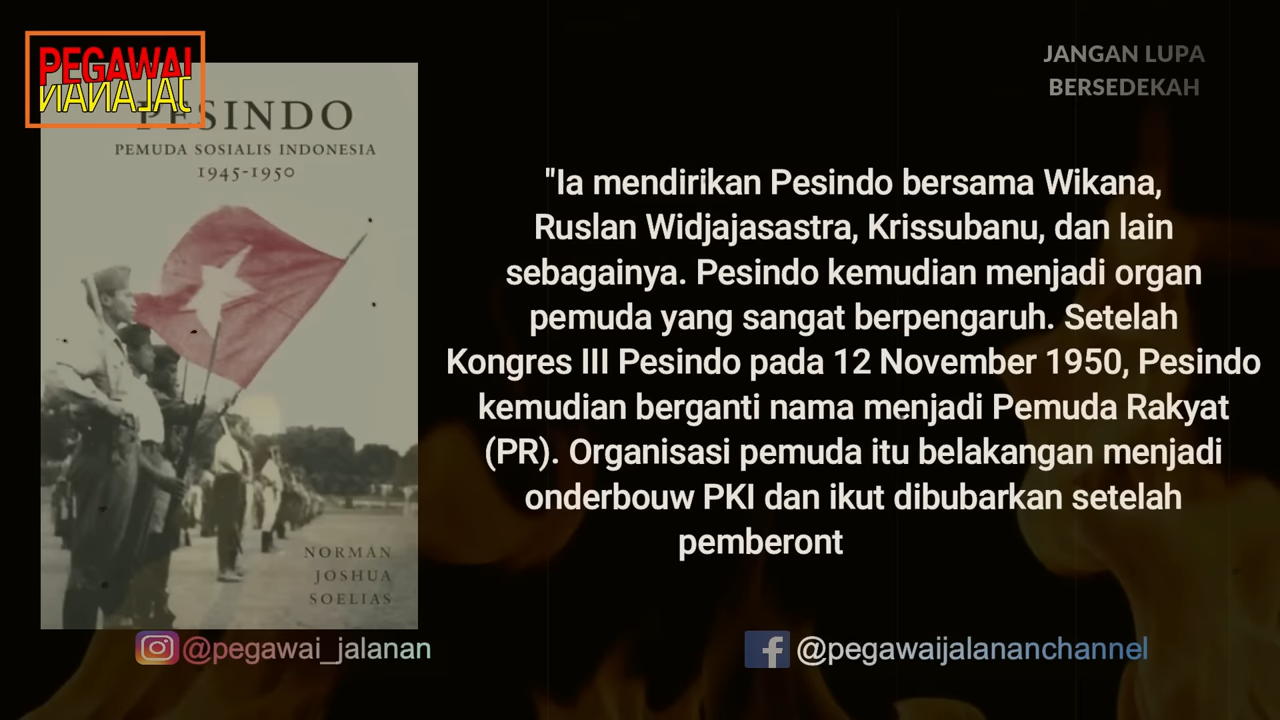 PEGAWAI
JALANAN
JANGAN LUPA
BERSEDEKAH
PESINDO
PEMUDA SOSIALIS INDONESIA
1945-1950
NORMAN
JOSHUA
SOELIAS
"Ia mendirikan Pesindo bersama Wikana,
Ruslan Widjajasastra, Krissubanu, dan lain
sebagainya. Pesindo kemudian menjadi organ
pemuda yang sangat berpengaruh. Setelah
Kongres III Pesindo pada 12 November 1950, Pesindo
kemudian berganti nama menjadi Pemuda Rakyat
(PR). Organisasi pemuda itu belakangan menjadi
onderbouw PKI dan ikut dibubarkan setelah
pemberont
@pegawai_jalanan
@pegawaijalananchannel